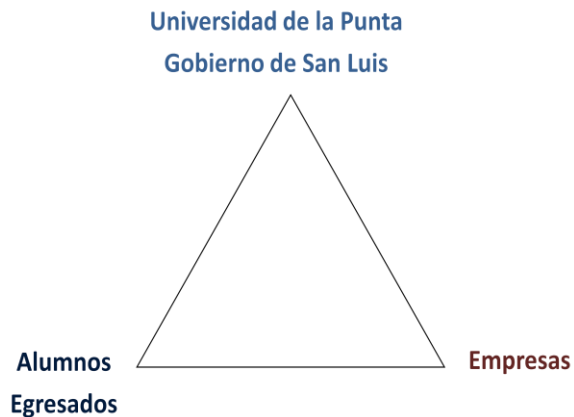 Universidad de la Punta
Gobierno de San Luis
Alumnos
Egresados
Empresas